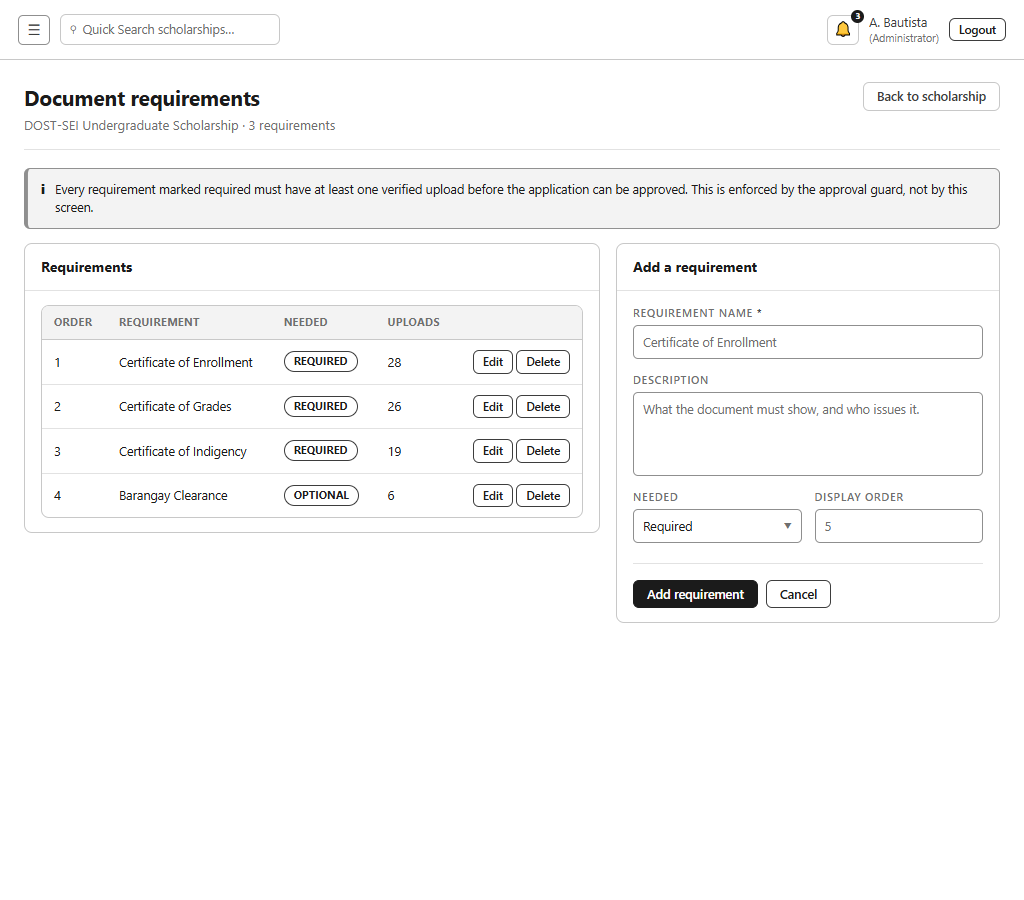 Quick Search scholarships...
3
A. Bautista
(Administrator)
Logout
Document requirements
Back to scholarship
DOST-SEI Undergraduate Scholarship · 3 requirements
i Every requirement marked required must have at least one verified upload before the application can be approved. This is enforced by the approval guard, not by this
screen.
Requirements
ORDER REQUIREMENT NEEDED UPLOADS
1 Certificate of Enrollment REQUIRED 28 Edit Delete
2 Certificate of Grades REQUIRED 26 Edit Delete
3 Certificate of Indigency REQUIRED 19 Edit Delete
4 Barangay Clearance OPTIONAL 6 Edit Delete
Add a requirement
REQUIREMENT NAME *
Certificate of Enrollment
DESCRIPTION
What the document must show, and who issues it.
NEEDED DISPLAY ORDER
Required 5
Add requirement Cancel